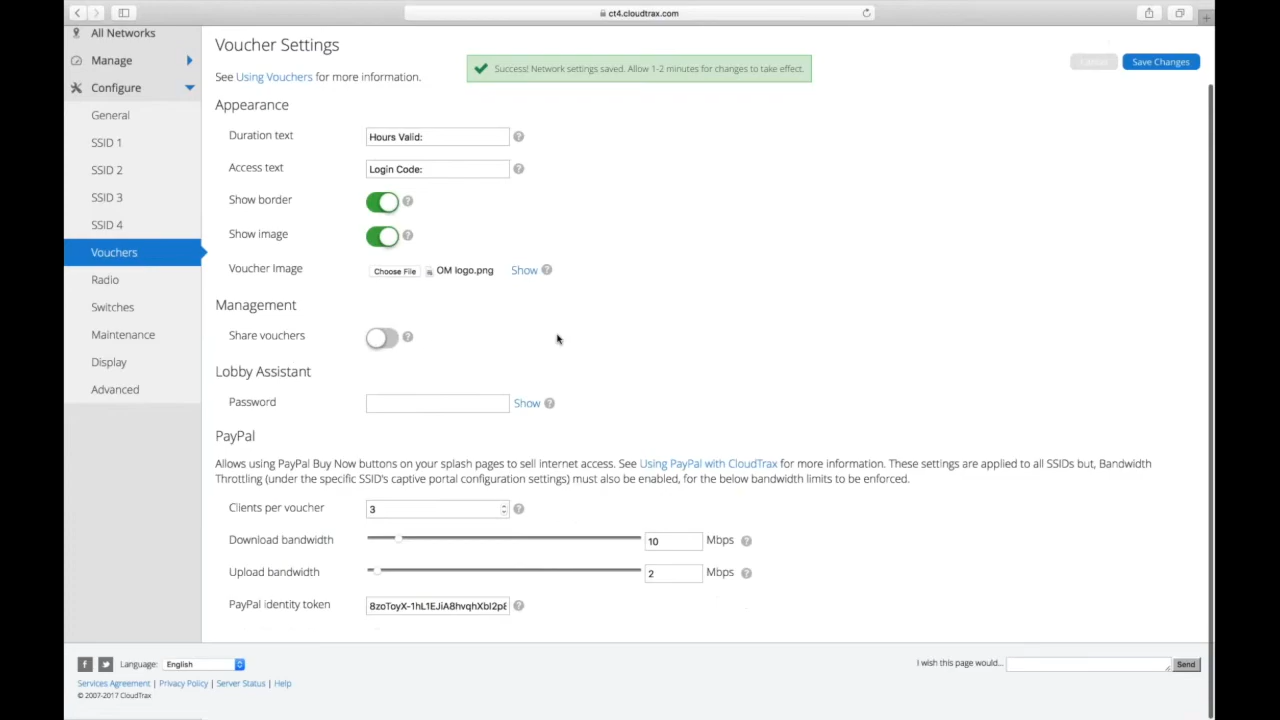 ct4.cloudtrax.com
All Networks
Manage
Configure
General
SSID 1
SSID 2
SSID 3
SSID 4
Vouchers
Radio
Switches
Maintenance
Display
Advanced
Voucher Settings
Success! Network settings saved. Allow 1-2 minutes for changes to take effect.
Cancel
Save Changes
See Using Vouchers for more information.
Appearance
Duration text
Hours Valid:
Access text
Login Code:
Show border
Show image
Voucher Image
Choose File
OM logo.png
Show
Management
Share vouchers
Lobby Assistant
Password
Show
PayPal
Allows using PayPal Buy Now buttons on your splash pages to sell internet access. See Using PayPal with CloudTrax for more information. These settings are applied to all SSIDs but, Bandwidth
Throttling (under the specific SSID's captive portal configuration settings) must also be enabled, for the below bandwidth limits to be enforced.
Clients per voucher
3
Download bandwidth
10
Mbps
Upload bandwidth
2
Mbps
PayPal identity token
Language:
English
I wish this page would...
Send
Services Agreement | Privacy Policy | Server Status | Help
© 2007-2017 CloudTrax